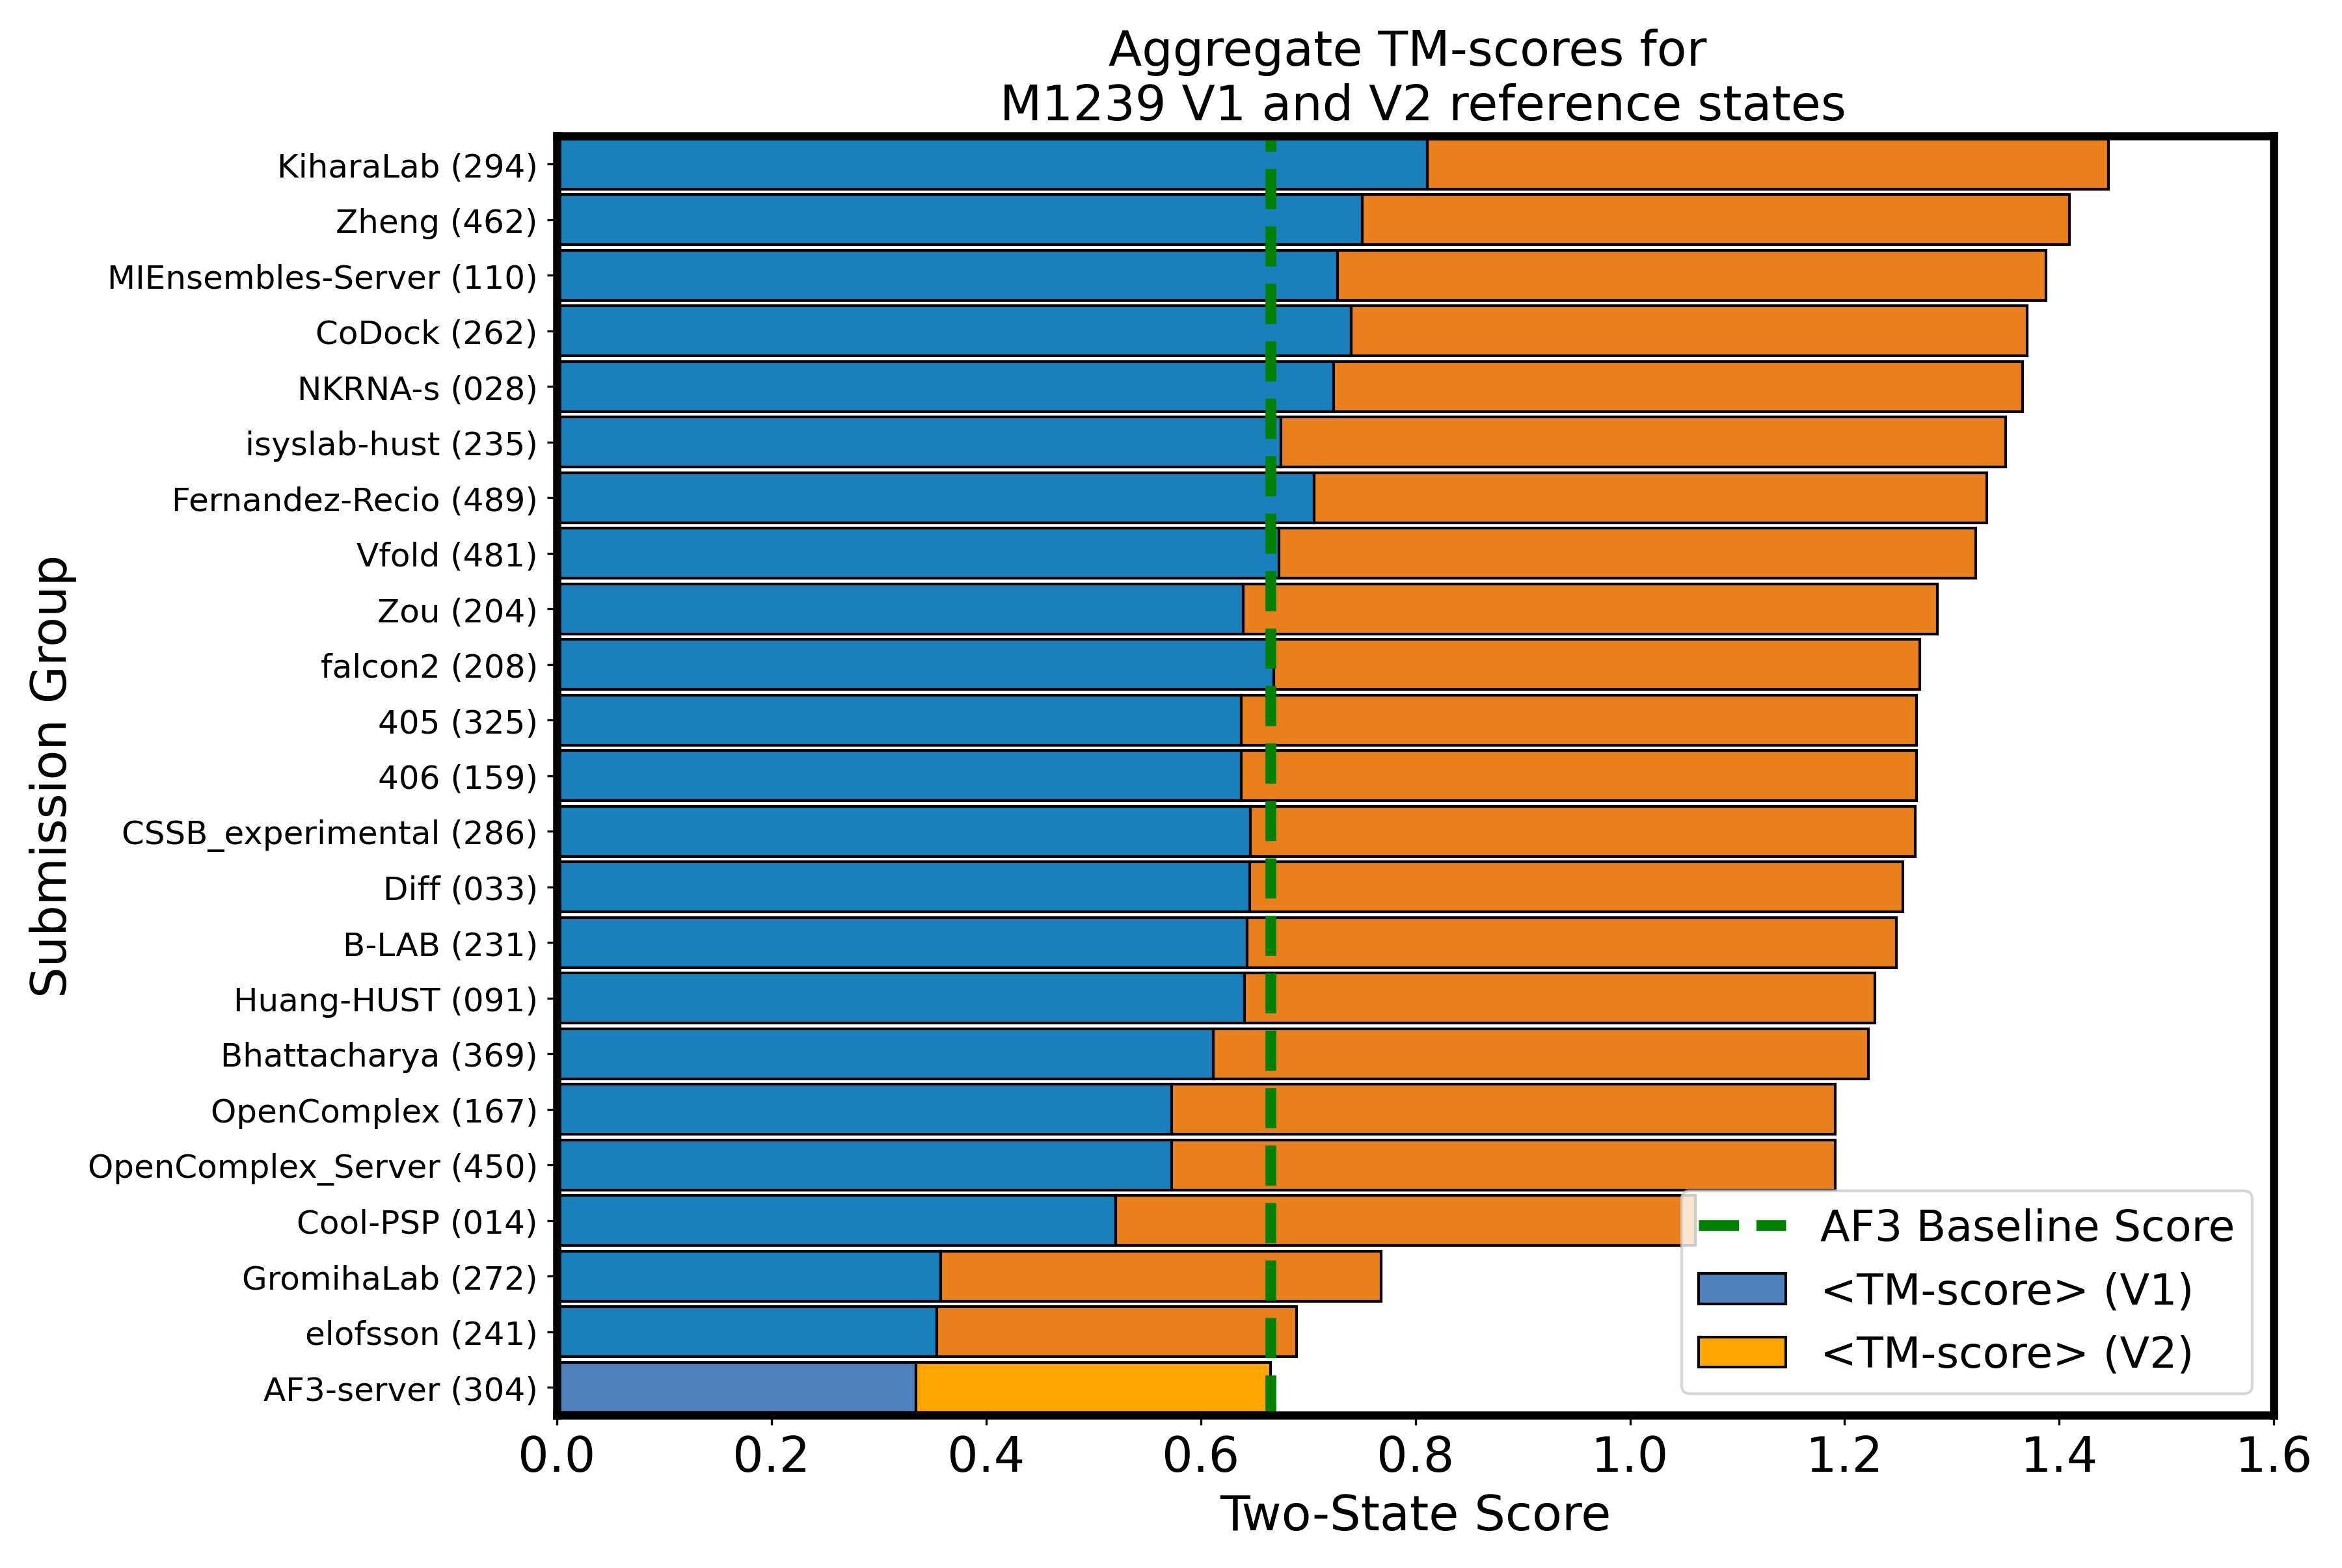 Aggregate TM-scores for
M1239 V1 and V2 reference states
Submission Group
KiharaLab (294)
Zheng (462)
MIEnsembles-Server (110)
CoDock (262)
NKRNA-s (028)
isyslab-hust (235)
Fernandez-Recio (489)
Vfold (481)
Zou (204)
falcon2 (208)
405 (325)
406 (159)
CSSB_experimental (286)
Diff (033)
B-LAB (231)
Huang-HUST (091)
Bhattacharya (369)
OpenComplex (167)
OpenComplex_Server (450)
Cool-PSP (014)
GromihaLab (272)
elofsson (241)
AF3-server (304)
AF3 Baseline Score
<TM-score> (V1)
<TM-score> (V2)
0.0 0.2 0.4 0.6 0.8 1.0 1.2 1.4 1.6
Two-State Score